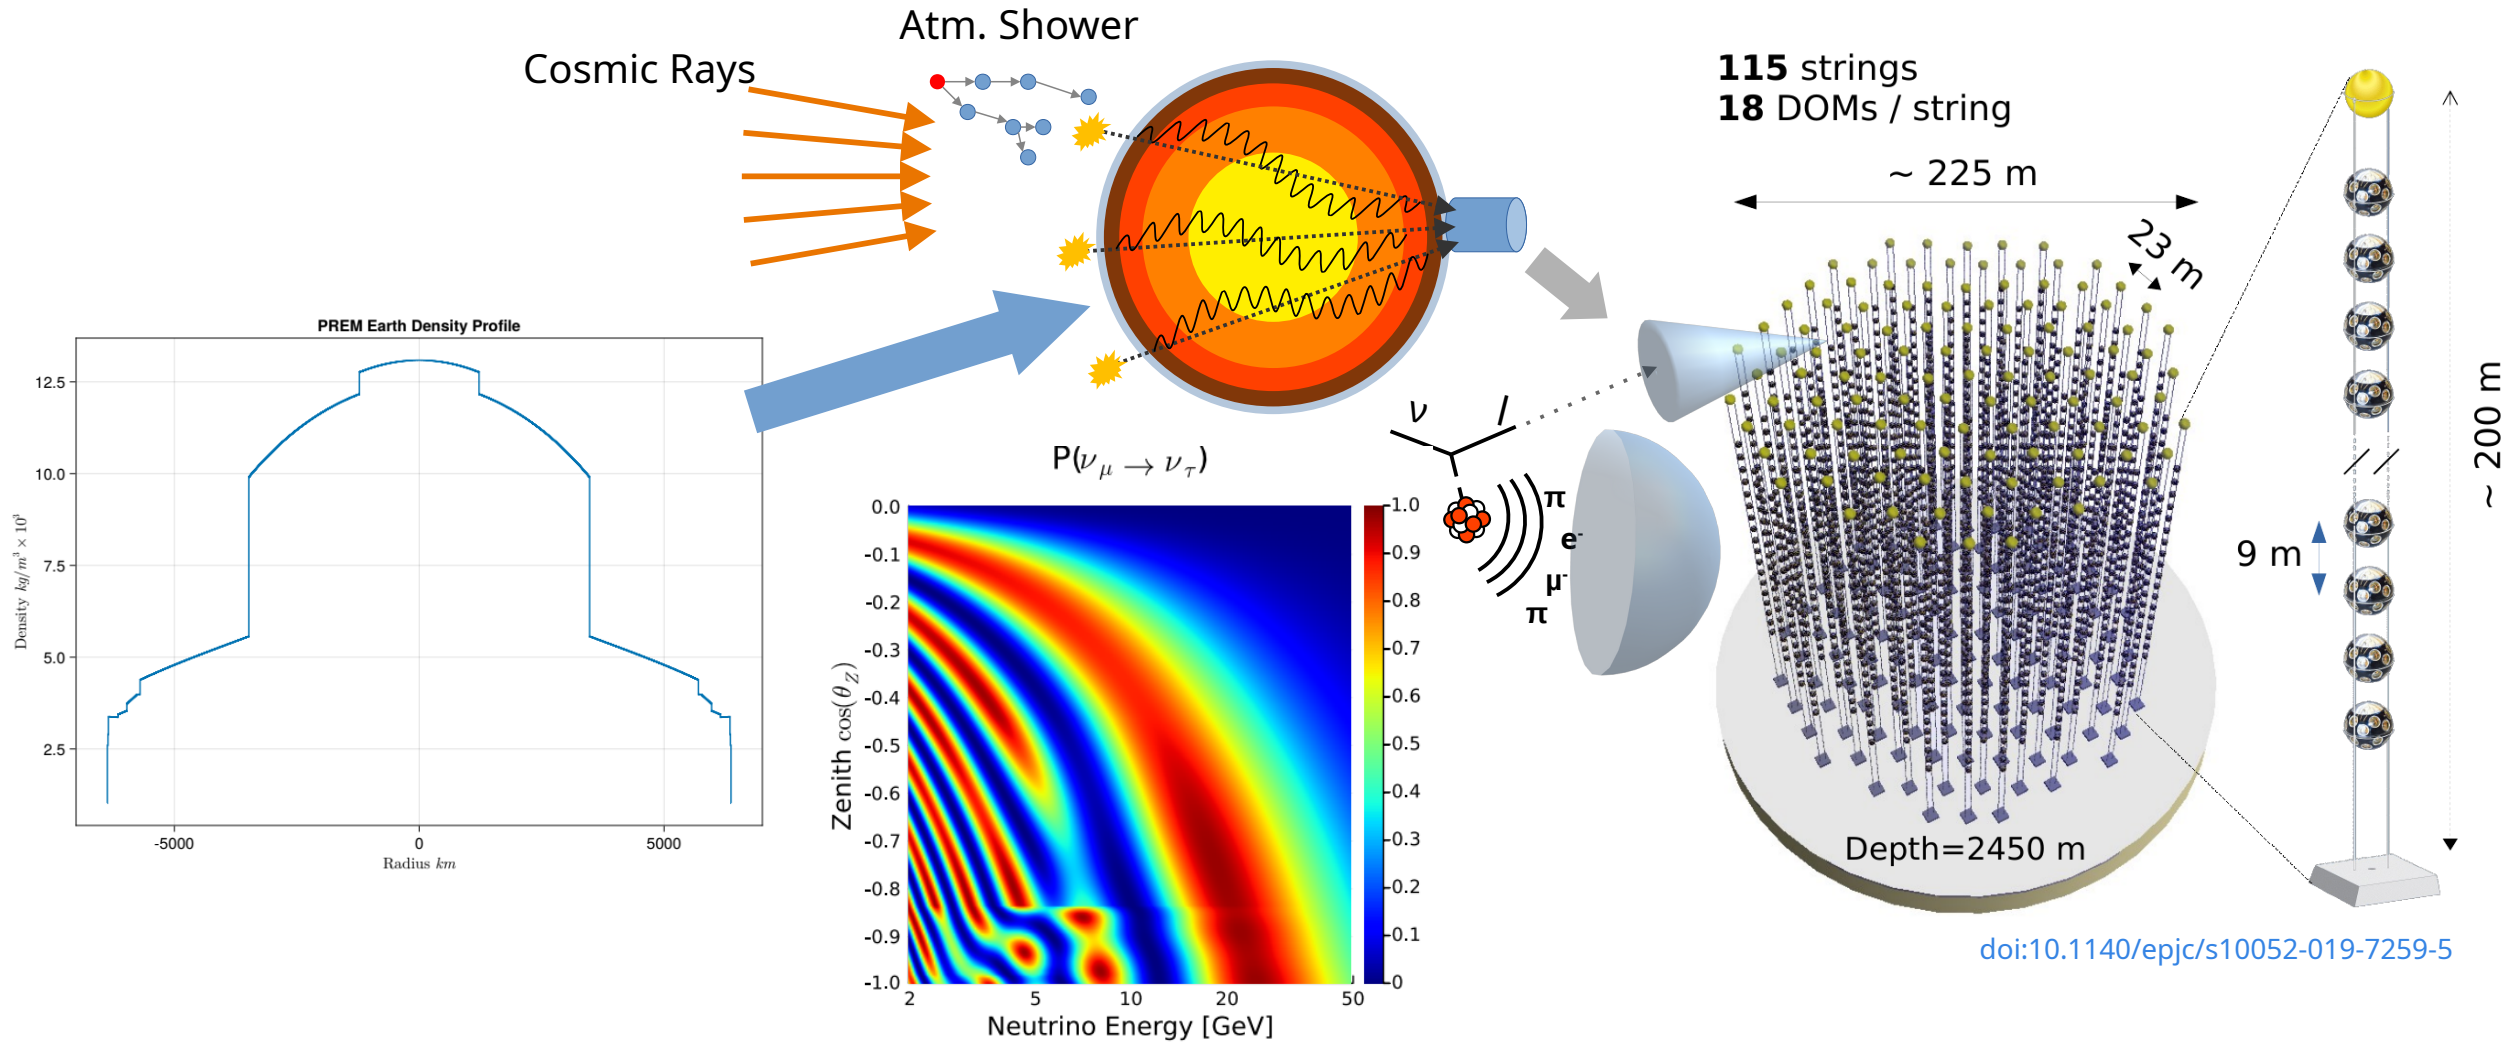 Atm. Shower
Cosmic Rays
115 strings
18 DOMs / string
~ 225 m
23 m
~ 200 m
9 m
Depth=2450 m
doi:10.1140/epjc/s10052-019-7259-5
PREM Earth Density Profile
12.5
10.0
7.5
5.0
2.5
Density kg/m³ × 10³
-5000
0
5000
Radius km
P(ν_μ → ν_τ)
0.0
-0.1
-0.2
-0.3
-0.4
-0.5
-0.6
-0.7
-0.8
-0.9
-1.0
Zenith cos(θ_Z)
2
5
10
20
50
Neutrino Energy [GeV]
1.0
0.9
0.8
0.7
0.6
0.5
0.4
0.3
0.2
0.1
0
ν
l
π
e⁻
μ⁻
π